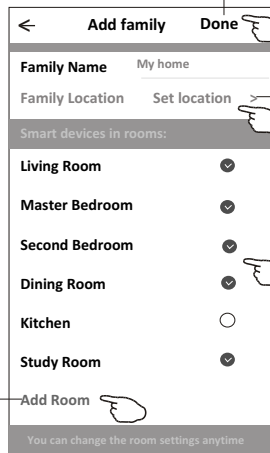 Add family Done
Family Name My home
Family Location Set location >
Smart devices in rooms:
Living Room
Master Bedroom
Second Bedroom
Dining Room
Kitchen
Study Room
Add Room
You can change the room settings anytime